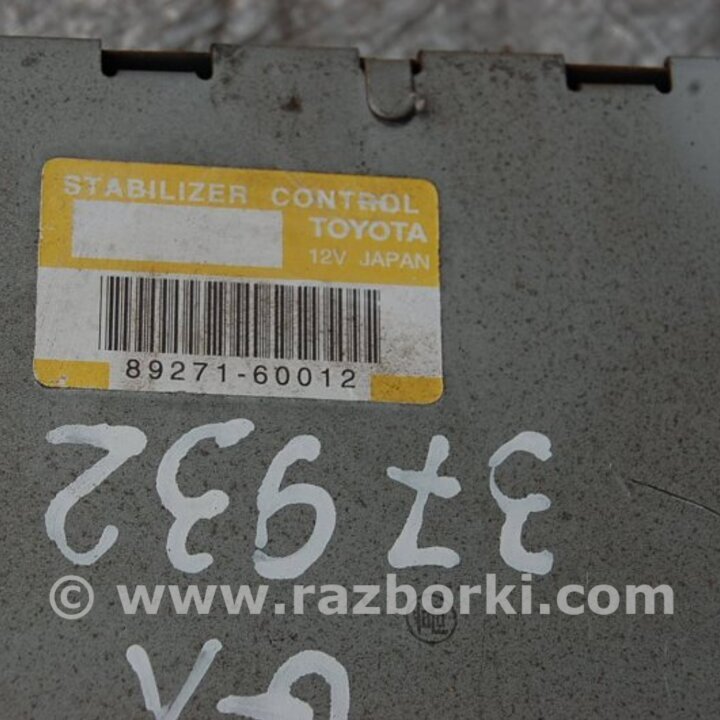 STABILIZER CONTROL
TOYOTA
12V JAPAN
89271-60012
37932
© www.razborki.com